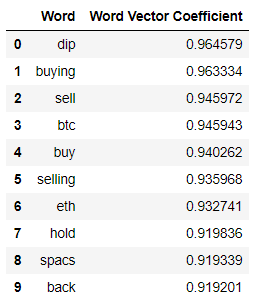 Word Word Vector Coefficient
0 dip 0.964579
1 buying 0.963334
2 sell 0.945972
3 btc 0.945943
4 buy 0.940262
5 selling 0.935968
6 eth 0.932741
7 hold 0.919836
8 spacs 0.919339
9 back 0.919201